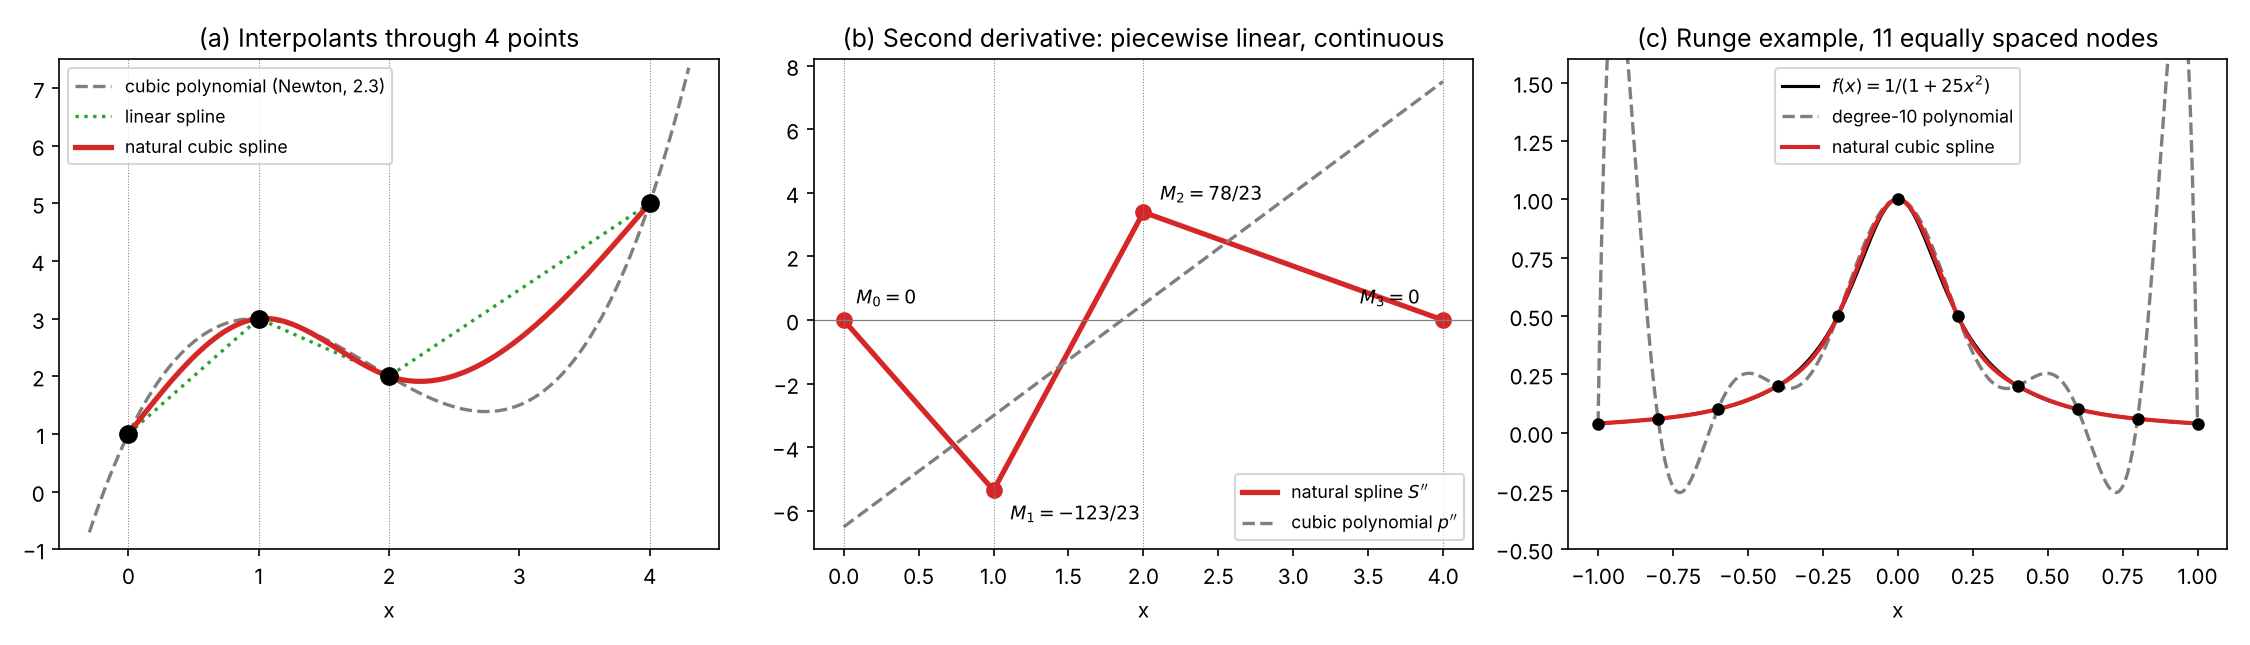 (a) Interpolants through 4 points
7
6
5
4
3
2
1
0
−1
cubic polynomial (Newton, 2.3)
linear spline
natural cubic spline
0 1 2 3 4
x
(b) Second derivative: piecewise linear, continuous
8
6
4
2
0
−2
−4
−6
M₀ = 0
M₁ = −123/23
M₂ = 78/23
M₃ = 0
natural spline S″
cubic polynomial p″
0.0 0.5 1.0 1.5 2.0 2.5 3.0 3.5 4.0
x
(c) Runge example, 11 equally spaced nodes
1.50
1.25
1.00
0.75
0.50
0.25
0.00
−0.25
−0.50
f(x) = 1/(1 + 25x²)
degree-10 polynomial
natural cubic spline
−1.00 −0.75 −0.50 −0.25 0.00 0.25 0.50 0.75 1.00
x